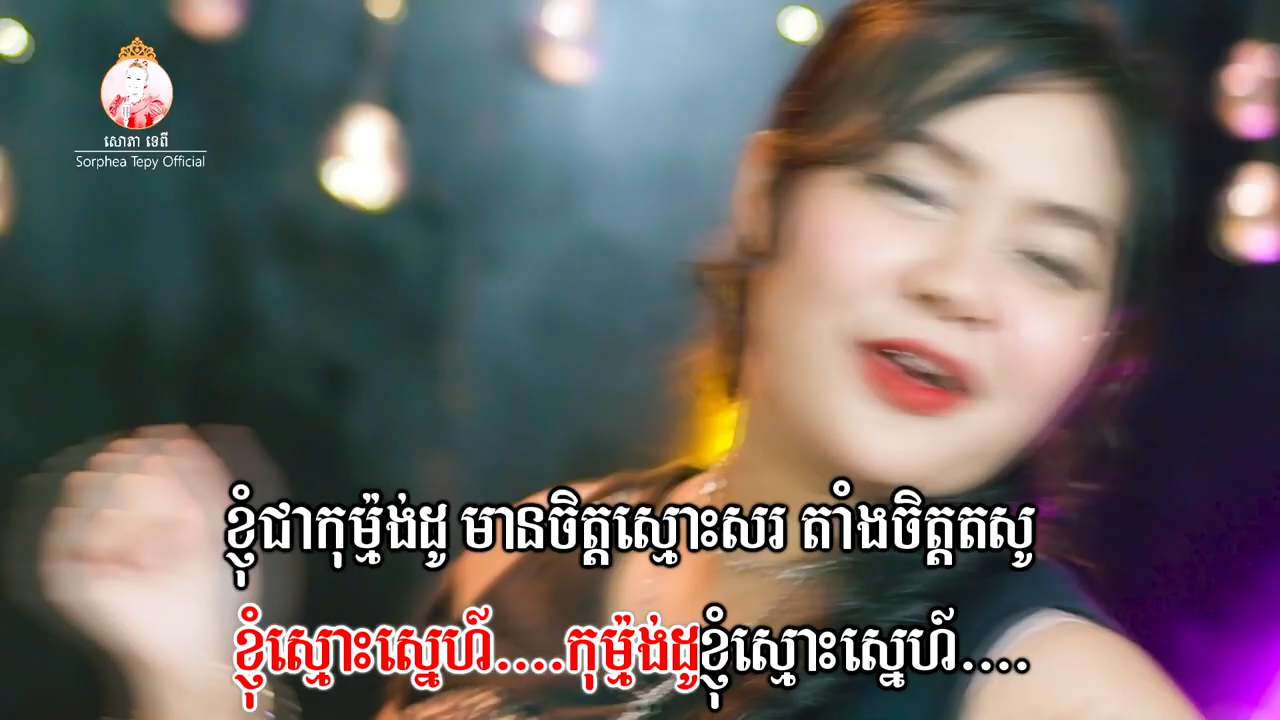 សោភា ទេពី
Sorphea Tepy Official
ខ្ញុំជាកុម្ម៉ង់ដូ មានចិត្តស្មោះសរ តាំងចិត្តតស៊ូ
ខ្ញុំស្មោះស្នេហ៍....កុម្ម៉ង់ដូខ្ញុំស្មោះស្នេហ៍....